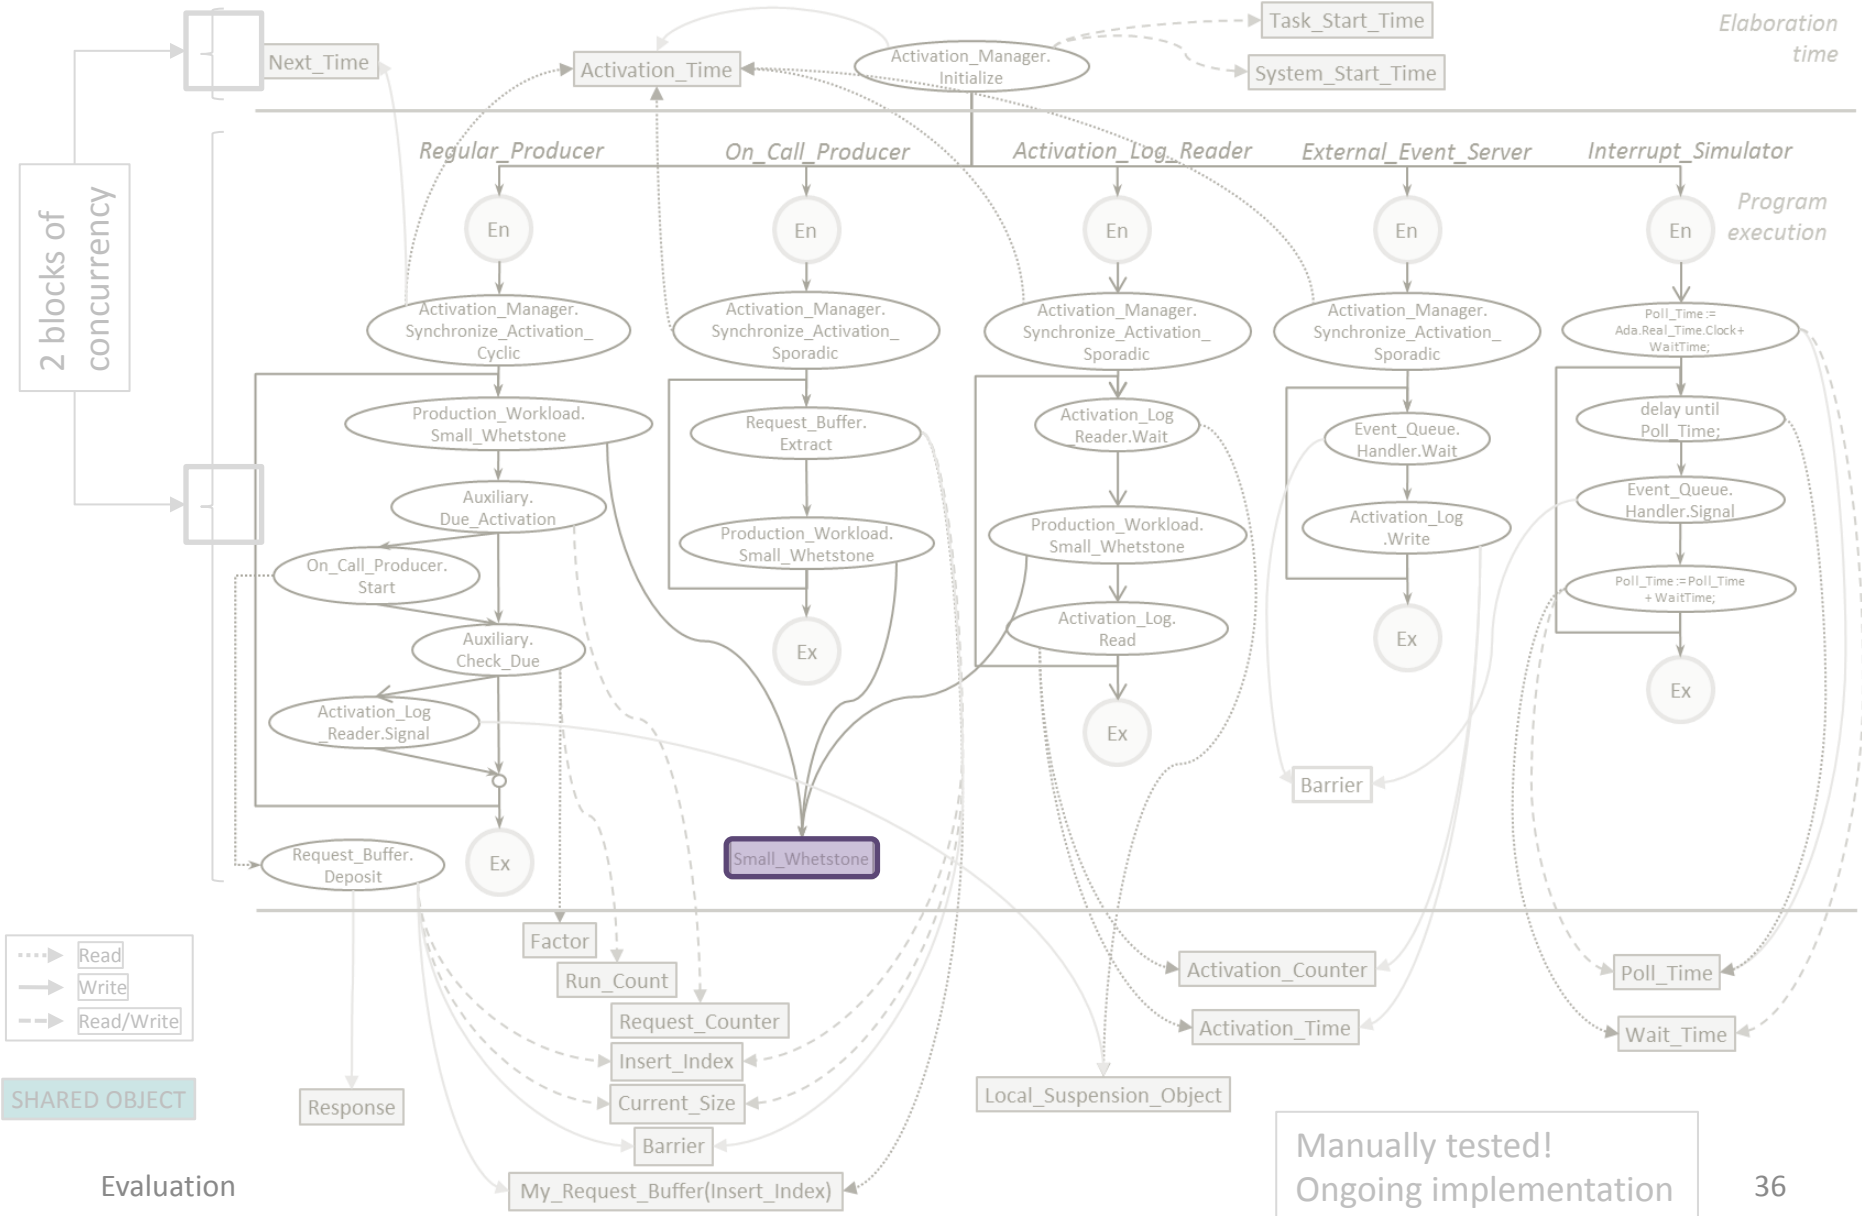 Task_Start_Time
Elaboration
time
Next_Time
Activation_Time
Activation_Manager.
Initialize
System_Start_Time
Regular_Producer
On_Call_Producer
Activation_Log_Reader
External_Event_Server
Interrupt_Simulator
2 blocks of
concurrency
Program
execution
En
En
En
En
En
Activation_Manager.
Synchronize_Activation_
Cyclic
Activation_Manager.
Synchronize_Activation_
Sporadic
Activation_Manager.
Synchronize_Activation_
Sporadic
Activation_Manager.
Synchronize_Activation_
Sporadic
Poll_Time :=
Ada.Real_Time.Clock+
WaitTime;
Production_Workload.
Small_Whetstone
Request_Buffer.
Extract
Activation_Log
_Reader.Wait
Event_Queue.
Handler.Wait
delay until
Poll_Time;
Auxiliary.
Due_Activation
Production_Workload.
Small_Whetstone
Production_Workload.
Small_Whetstone
Activation_Log
.Write
Event_Queue.
Handler.Signal
On_Call_Producer.
Start
Poll_Time := Poll_Time
+ WaitTime;
Auxiliary.
Check_Due
Ex
Activation_Log.
Read
Ex
Ex
Activation_Log
_Reader.Signal
Ex
Barrier
Request_Buffer.
Deposit
Ex
Small_Whetstone
Read
Write
Read/Write
Factor
Run_Count
Request_Counter
Insert_Index
Current_Size
Barrier
My_Request_Buffer(Insert_Index)
Activation_Counter
Activation_Time
Local_Suspension_Object
Poll_Time
Wait_Time
SHARED OBJECT
Response
Manually tested!
Ongoing implementation
Evaluation
36